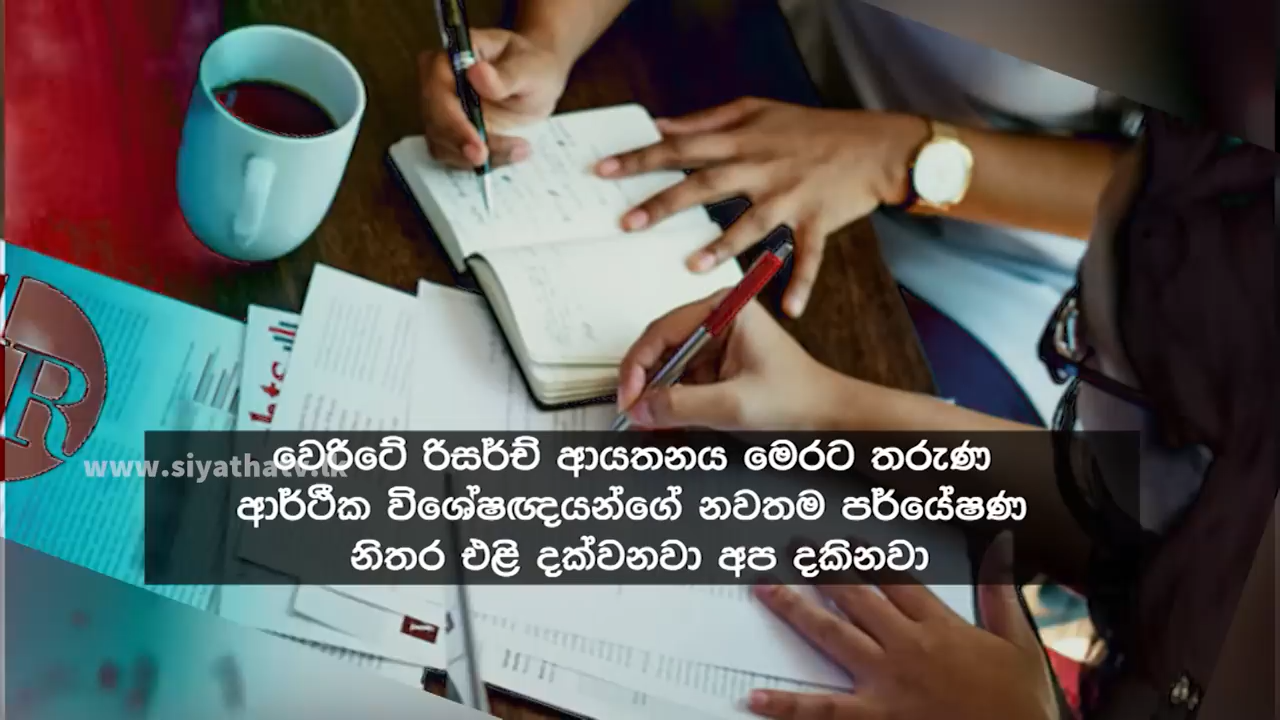 වෙරිටේ රිසර්ච් ආයතනය මෙරට තරුණ
www.siyathatv.lk
ආර්ථික විශේෂඥයන්ගේ නවතම පර්යේෂණ
නිතර එළි දක්වනවා අප දකිනවා
R